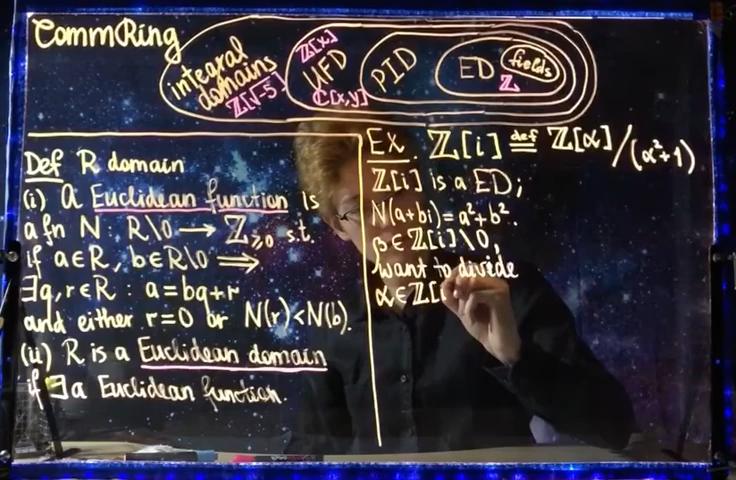 CommRing
integral domains
Z[√-5]
Z[x]
UFD
C[x,y]
PID
ED
fields
Z
Def R domain
(i) A Euclidean function is
a fn N: R\0 → Z≥0 s.t.
if a∈R, b∈R\0 ⟹
∃q,r∈R: a=bq+r
and either r=0 or N(r)<N(b).
(ii) R is a Euclidean domain
if ∃ a Euclidean function.
Ex. Z[i] def= Z[α]/(α²+1)
Z[i] is a ED;
N(a+bi)=a²+b².
β∈Z[i]\0,
want to divide
α∈Z[i